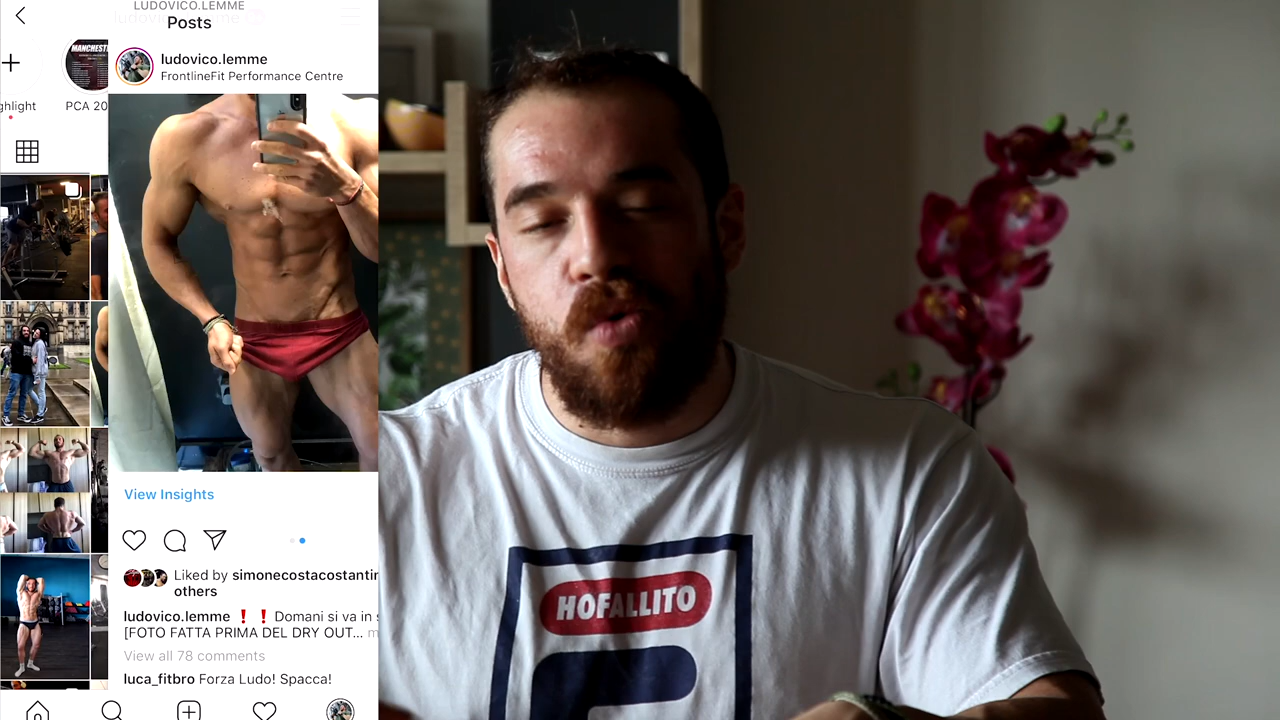 LUDOVICO.LEMME
Posts
ludovico.lemme
FrontlineFit Performance Centre
MANCHEST
ghlight
PCA 20
View Insights
Liked by simonecostacostantin
others
ludovico.lemme ❗❗ Domani si va in s
[FOTO FATTA PRIMA DEL DRY OUT... m
View all 78 comments
luca_fitbro Forza Ludo! Spacca!
HOFALLITO